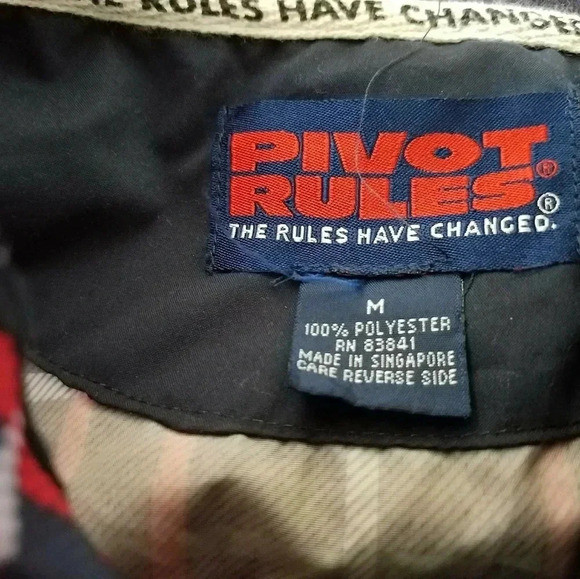 RULES HAVE CHANGED
PIVOT
RULES®
THE RULES HAVE CHANGED.®
M
100% POLYESTER
RN 83841
MADE IN SINGAPORE
CARE REVERSE SIDE